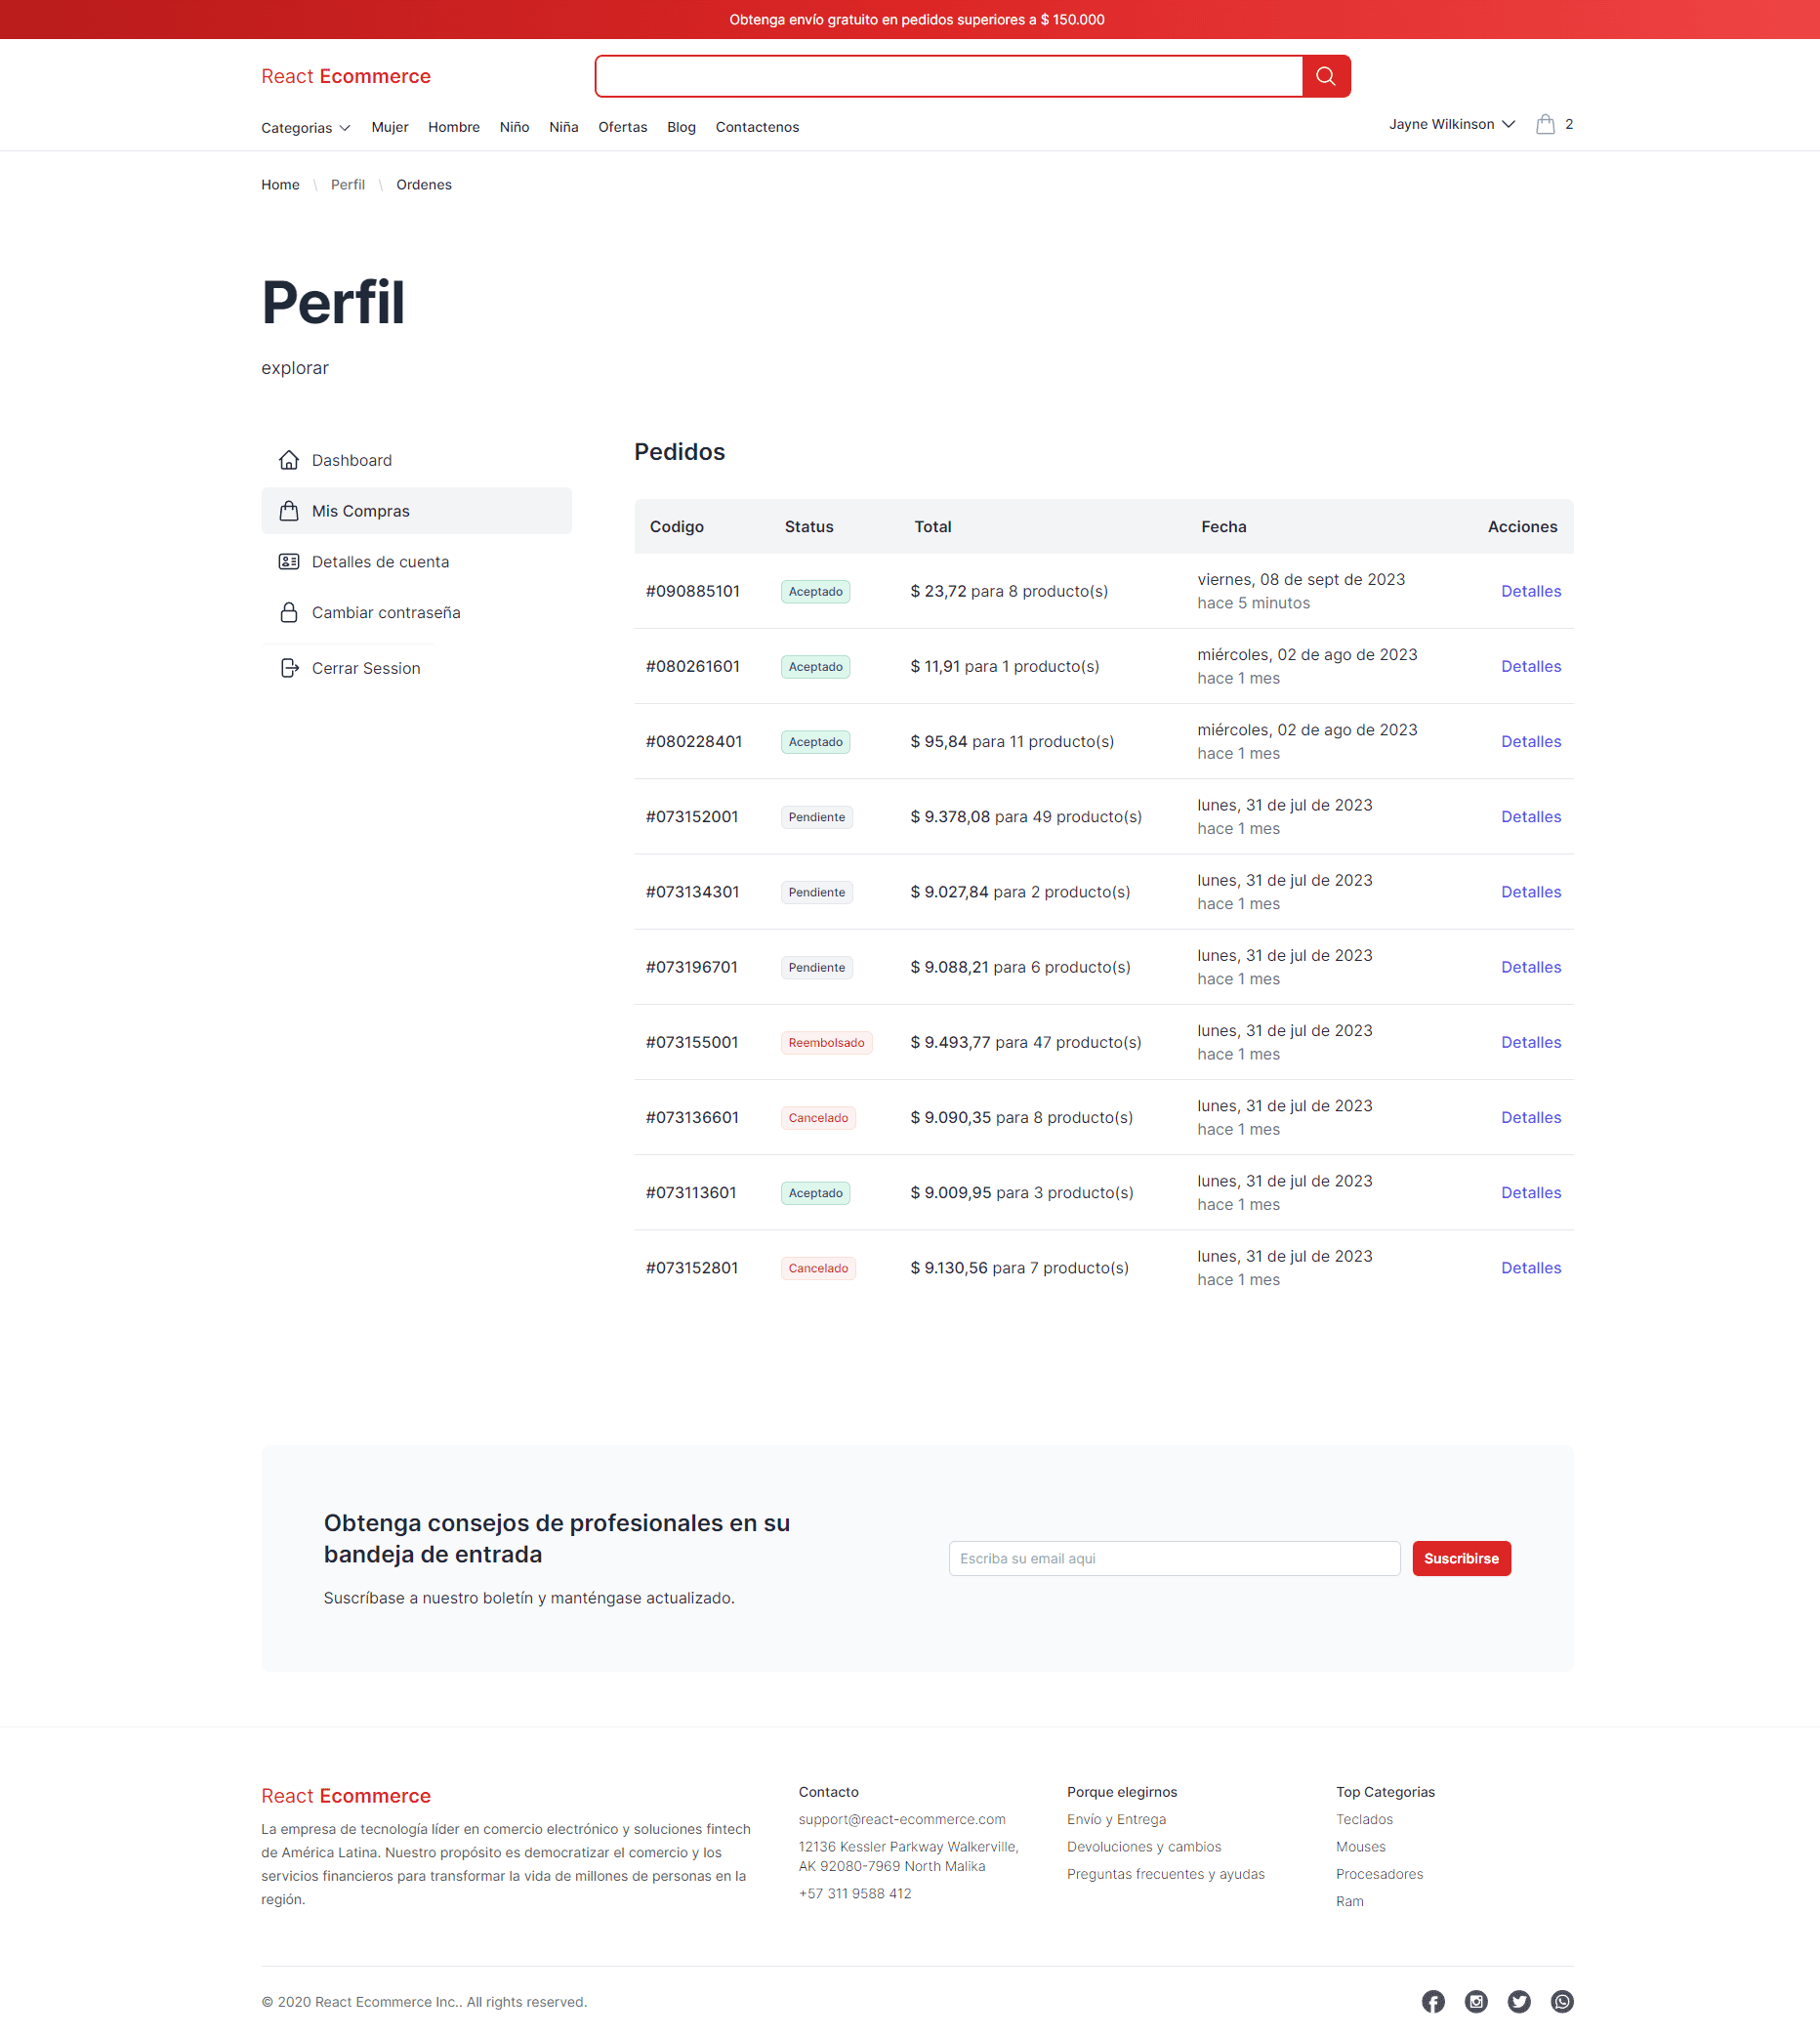 Obtenga envío gratuito en pedidos superiores a $ 150.000
React Ecommerce
Categorias Mujer Hombre Niño Niña Ofertas Blog Contactenos
Jayne Wilkinson 2
Home \ Perfil \ Ordenes
Perfil
explorar
Dashboard
Mis Compras
Detalles de cuenta
Cambiar contraseña
Cerrar Session
Pedidos
Codigo Status Total Fecha Acciones
#090885101 Aceptado $ 23,72 para 8 producto(s) viernes, 08 de sept de 2023 Detalles
hace 5 minutos
#080261601 Aceptado $ 11,91 para 1 producto(s) miércoles, 02 de ago de 2023 Detalles
hace 1 mes
#080228401 Aceptado $ 95,84 para 11 producto(s) miércoles, 02 de ago de 2023 Detalles
hace 1 mes
#073152001 Pendiente $ 9.378,08 para 49 producto(s) lunes, 31 de jul de 2023 Detalles
hace 1 mes
#073134301 Pendiente $ 9.027,84 para 2 producto(s) lunes, 31 de jul de 2023 Detalles
hace 1 mes
#073196701 Pendiente $ 9.088,21 para 6 producto(s) lunes, 31 de jul de 2023 Detalles
hace 1 mes
#073155001 Reembolsado $ 9.493,77 para 47 producto(s) lunes, 31 de jul de 2023 Detalles
hace 1 mes
#073136601 Cancelado $ 9.090,35 para 8 producto(s) lunes, 31 de jul de 2023 Detalles
hace 1 mes
#073113601 Aceptado $ 9.009,95 para 3 producto(s) lunes, 31 de jul de 2023 Detalles
hace 1 mes
#073152801 Cancelado $ 9.130,56 para 7 producto(s) lunes, 31 de jul de 2023 Detalles
hace 1 mes
Obtenga consejos de profesionales en su
bandeja de entrada
Suscríbase a nuestro boletín y manténgase actualizado.
Escriba su email aqui
Suscribirse
React Ecommerce
La empresa de tecnología líder en comercio electrónico y soluciones fintech
de América Latina. Nuestro propósito es democratizar el comercio y los
servicios financieros para transformar la vida de millones de personas en la
región.
Contacto
support@react-ecommerce.com
12136 Kessler Parkway Walkerville,
AK 92080-7969 North Malika
+57 311 9588 412
Porque elegirnos
Envío y Entrega
Devoluciones y cambios
Preguntas frecuentes y ayudas
Top Categorias
Teclados
Mouses
Procesadores
Ram
© 2020 React Ecommerce Inc.. All rights reserved.